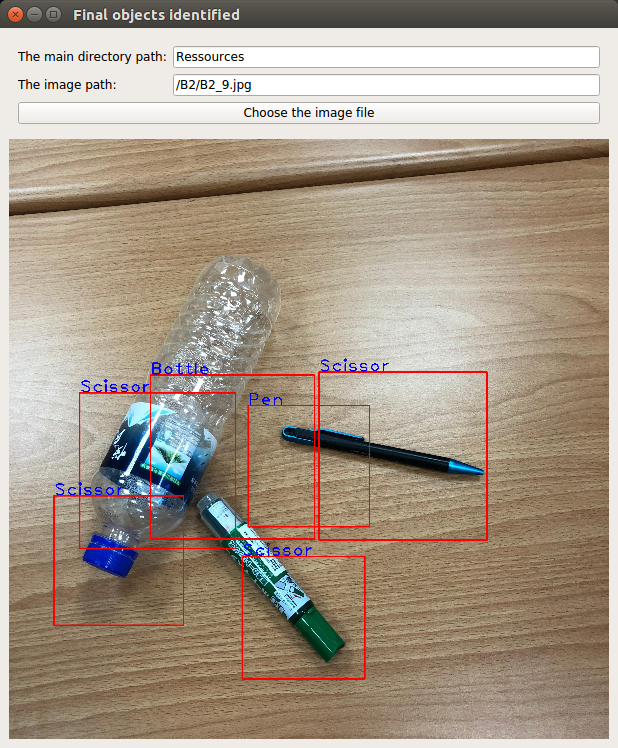 Final objects identified
The main directory path: Ressources
The image path: /B2/B2_9.jpg
Choose the image file
Bottle
Scissor
Scissor
Pen
Scissor
Scissor